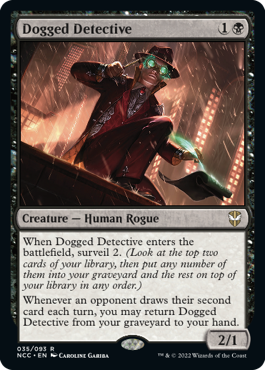 Dogged Detective 1
Creature — Human Rogue
When Dogged Detective enters the
battlefield, surveil 2. (Look at the top two
cards of your library, then put any number
of them into your graveyard and the rest on top of
your library in any order.)
Whenever an opponent draws their second
card each turn, you may return Dogged
Detective from your graveyard to your hand.
2/1
035/093 R
NCC • EN CAROLINE GARIBA
™ & © 2022 Wizards of the Coast